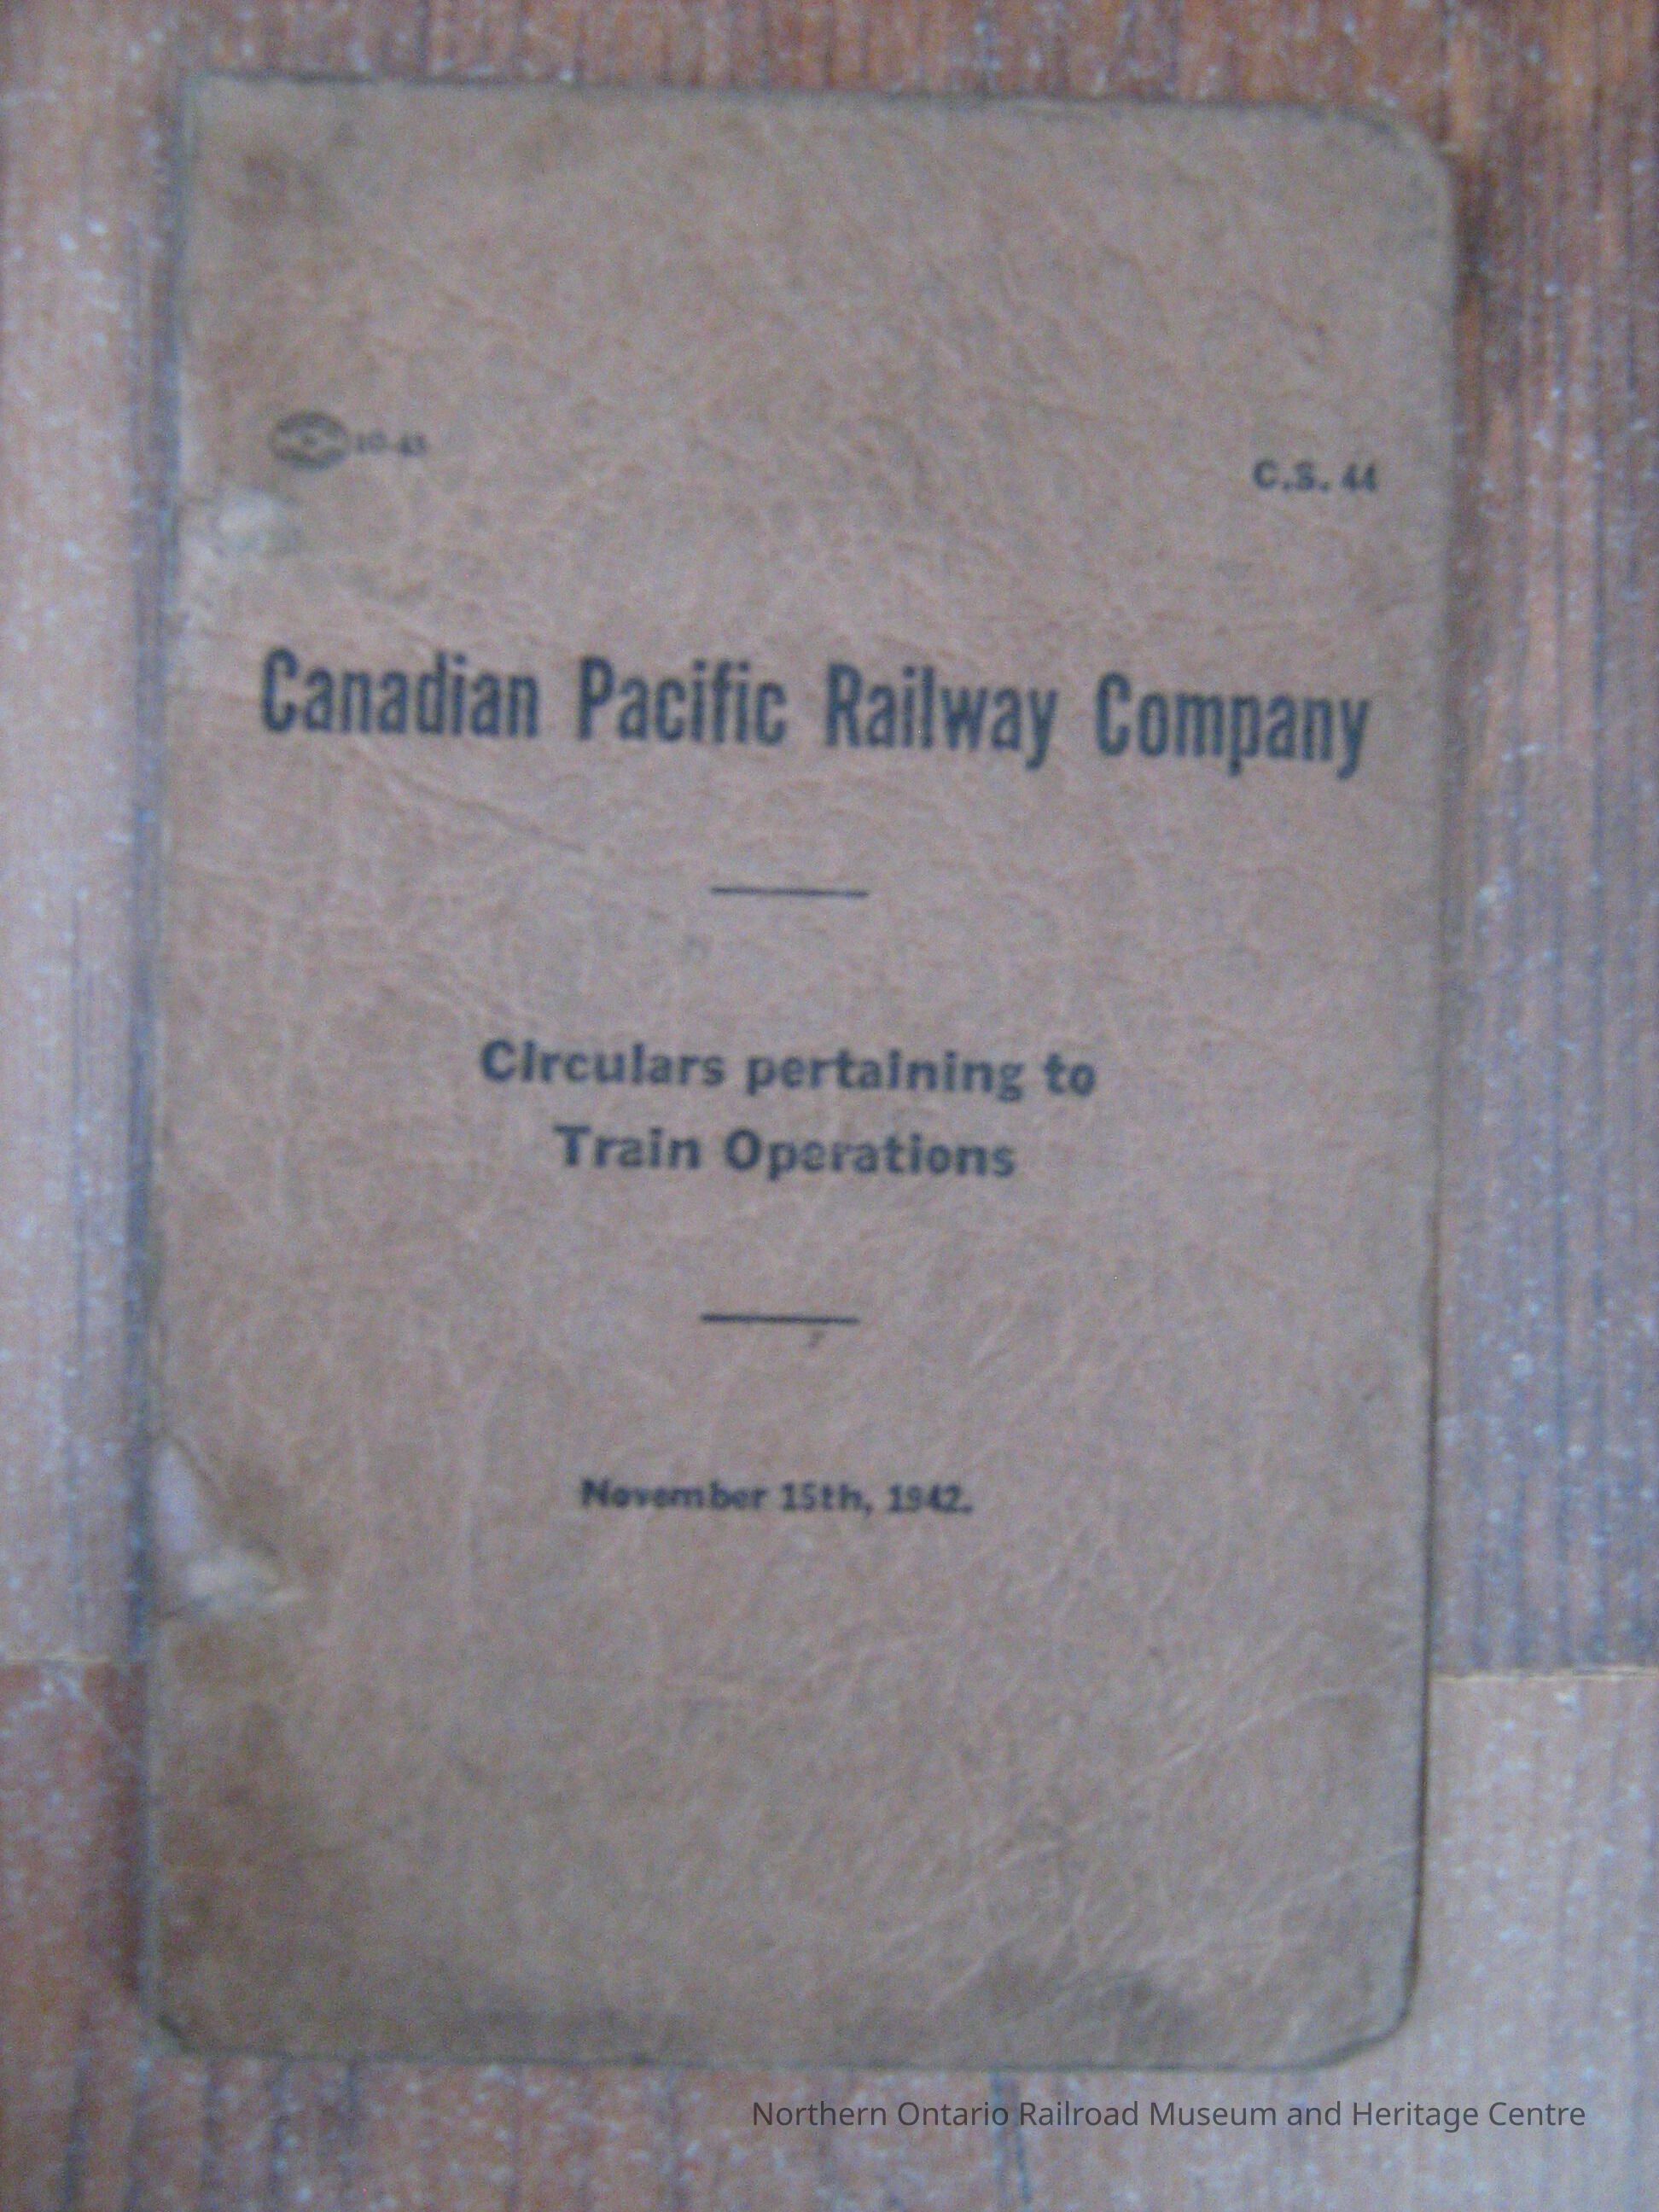 10-45
C.S. 44
Canadian Pacific Railway Company
Circulars pertaining to
Train Operations
November 15th, 1942.
Northern Ontario Railroad Museum and Heritage Centre